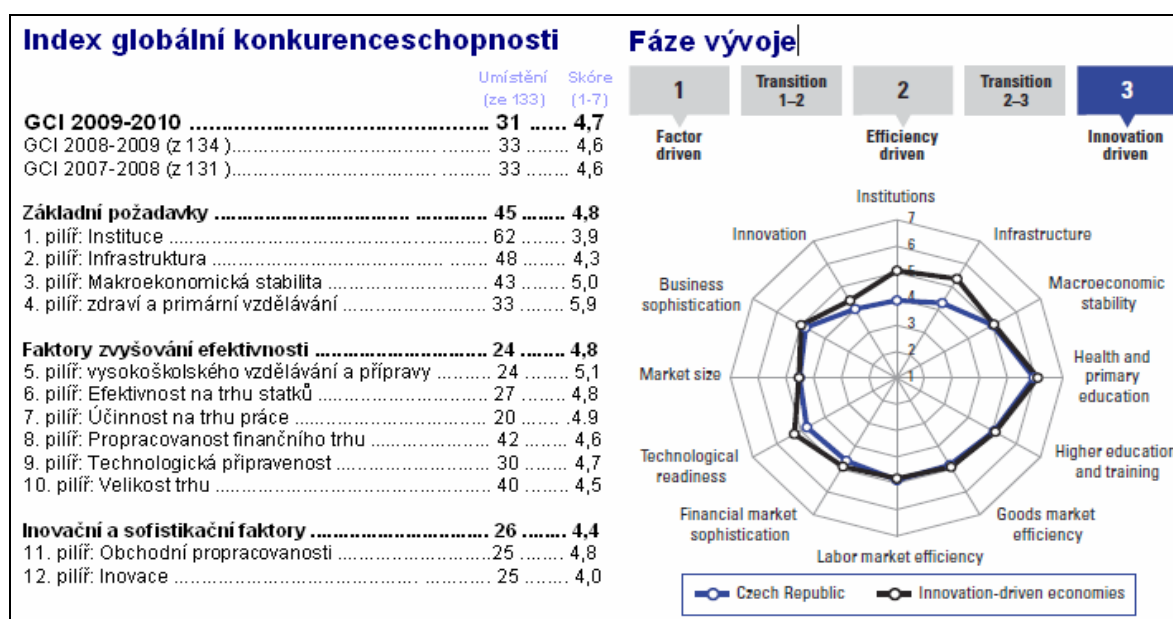 Index globální konkurenceschopnosti
Umístění Skóre
(ze 133) (1-7)
GCI 2009-2010 ............................................. 31 ...... 4,7
GCI 2008-2009 (z 134 )....................................... 33 ........ 4,6
GCI 2007-2008 (z 131 )....................................... 33 ........ 4,6
Základní požadavky ............................................. 45 ........ 4,8
1. pilíř: Instituce ................................................ 62 ........ 3,9
2. pilíř: Infrastruktura ........................................... 48 ........ 4,3
3. pilíř: Makroekonomická stabilita .......................... 43 ........ 5,0
4. pilíř: zdraví a primární vzdělávání ........................ 33 ........ 5,9
Faktory zvyšování efektivnosti ............................. 24 ........ 4,8
5. pilíř: vysokoškolského vzdělávání a přípravy ........ 24 ........ 5,1
6. pilíř: Efektivnost na trhu statků ........................... 27 ........ 4,8
7. pilíř: Účinnost na trhu práce ............................... 20 ....... .4.9
8. pilíř: Propracovanost finančního trhu .................... 42 ........ 4,6
9. pilíř: Technologická připravenost ......................... 30 ........ 4,7
10. pilíř: Velikost trhu ............................................ 40 ........ 4,5
Inovační a sofistikační faktory ............................... 26 ........ 4,4
11. pilíř: Obchodní propracovanosti ......................... 25 ........ 4,8
12. pilíř: Inovace .................................................. 25 ........ 4,0
Fáze vývoje
1
Transition
1–2
2
Transition
2–3
3
Factor
driven
Efficiency
driven
Innovation
driven
Institutions
Infrastructure
Macroeconomic
stability
Health and
primary
education
Higher education
and training
Goods market
efficiency
Labor market efficiency
Financial market
sophistication
Technological
readiness
Market size
Business
sophistication
Innovation
7
6
5
4
3
2
1
Czech Republic
Innovation-driven economies